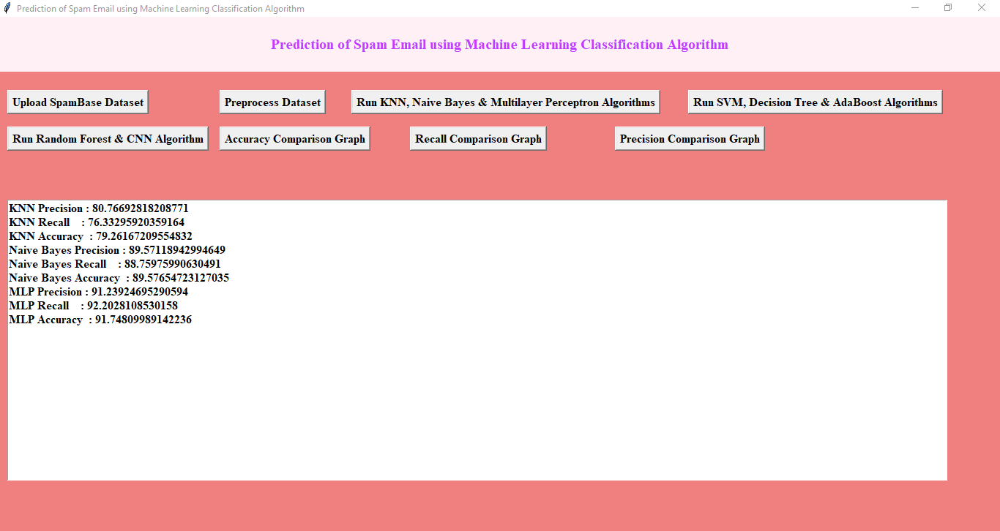 Prediction of Spam Email using Machine Learning Classification Algorithm
Prediction of Spam Email using Machine Learning Classification Algorithm
Upload SpamBase Dataset
Preprocess Dataset
Run KNN, Naive Bayes & Multilayer Perceptron Algorithms
Run SVM, Decision Tree & AdaBoost Algorithms
Run Random Forest & CNN Algorithm
Accuracy Comparison Graph
Recall Comparison Graph
Precision Comparison Graph
KNN Precision : 80.76692818208771
KNN Recall    : 76.33295920359164
KNN Accuracy  : 79.26167209554832
Naive Bayes Precision : 89.57118942994649
Naive Bayes Recall    : 88.75975990630491
Naive Bayes Accuracy  : 89.57654723127035
MLP Precision : 91.23924695290594
MLP Recall    : 92.2028108530158
MLP Accuracy  : 91.74809989142236